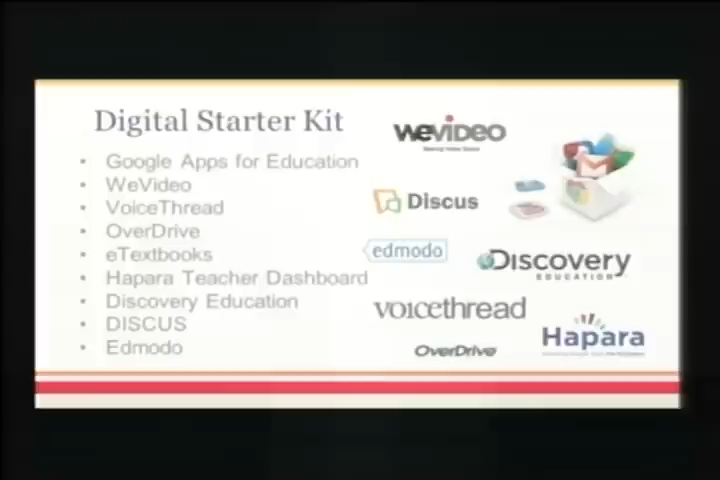 Digital Starter Kit
Google Apps for Education
WeVideo
VoiceThread
OverDrive
eTextbooks
Hapara Teacher Dashboard
Discovery Education
DISCUS
Edmodo
WeVideo
Discus
edmodo
Discovery
EDUCATION
voicethread
OverDrive
Hapara